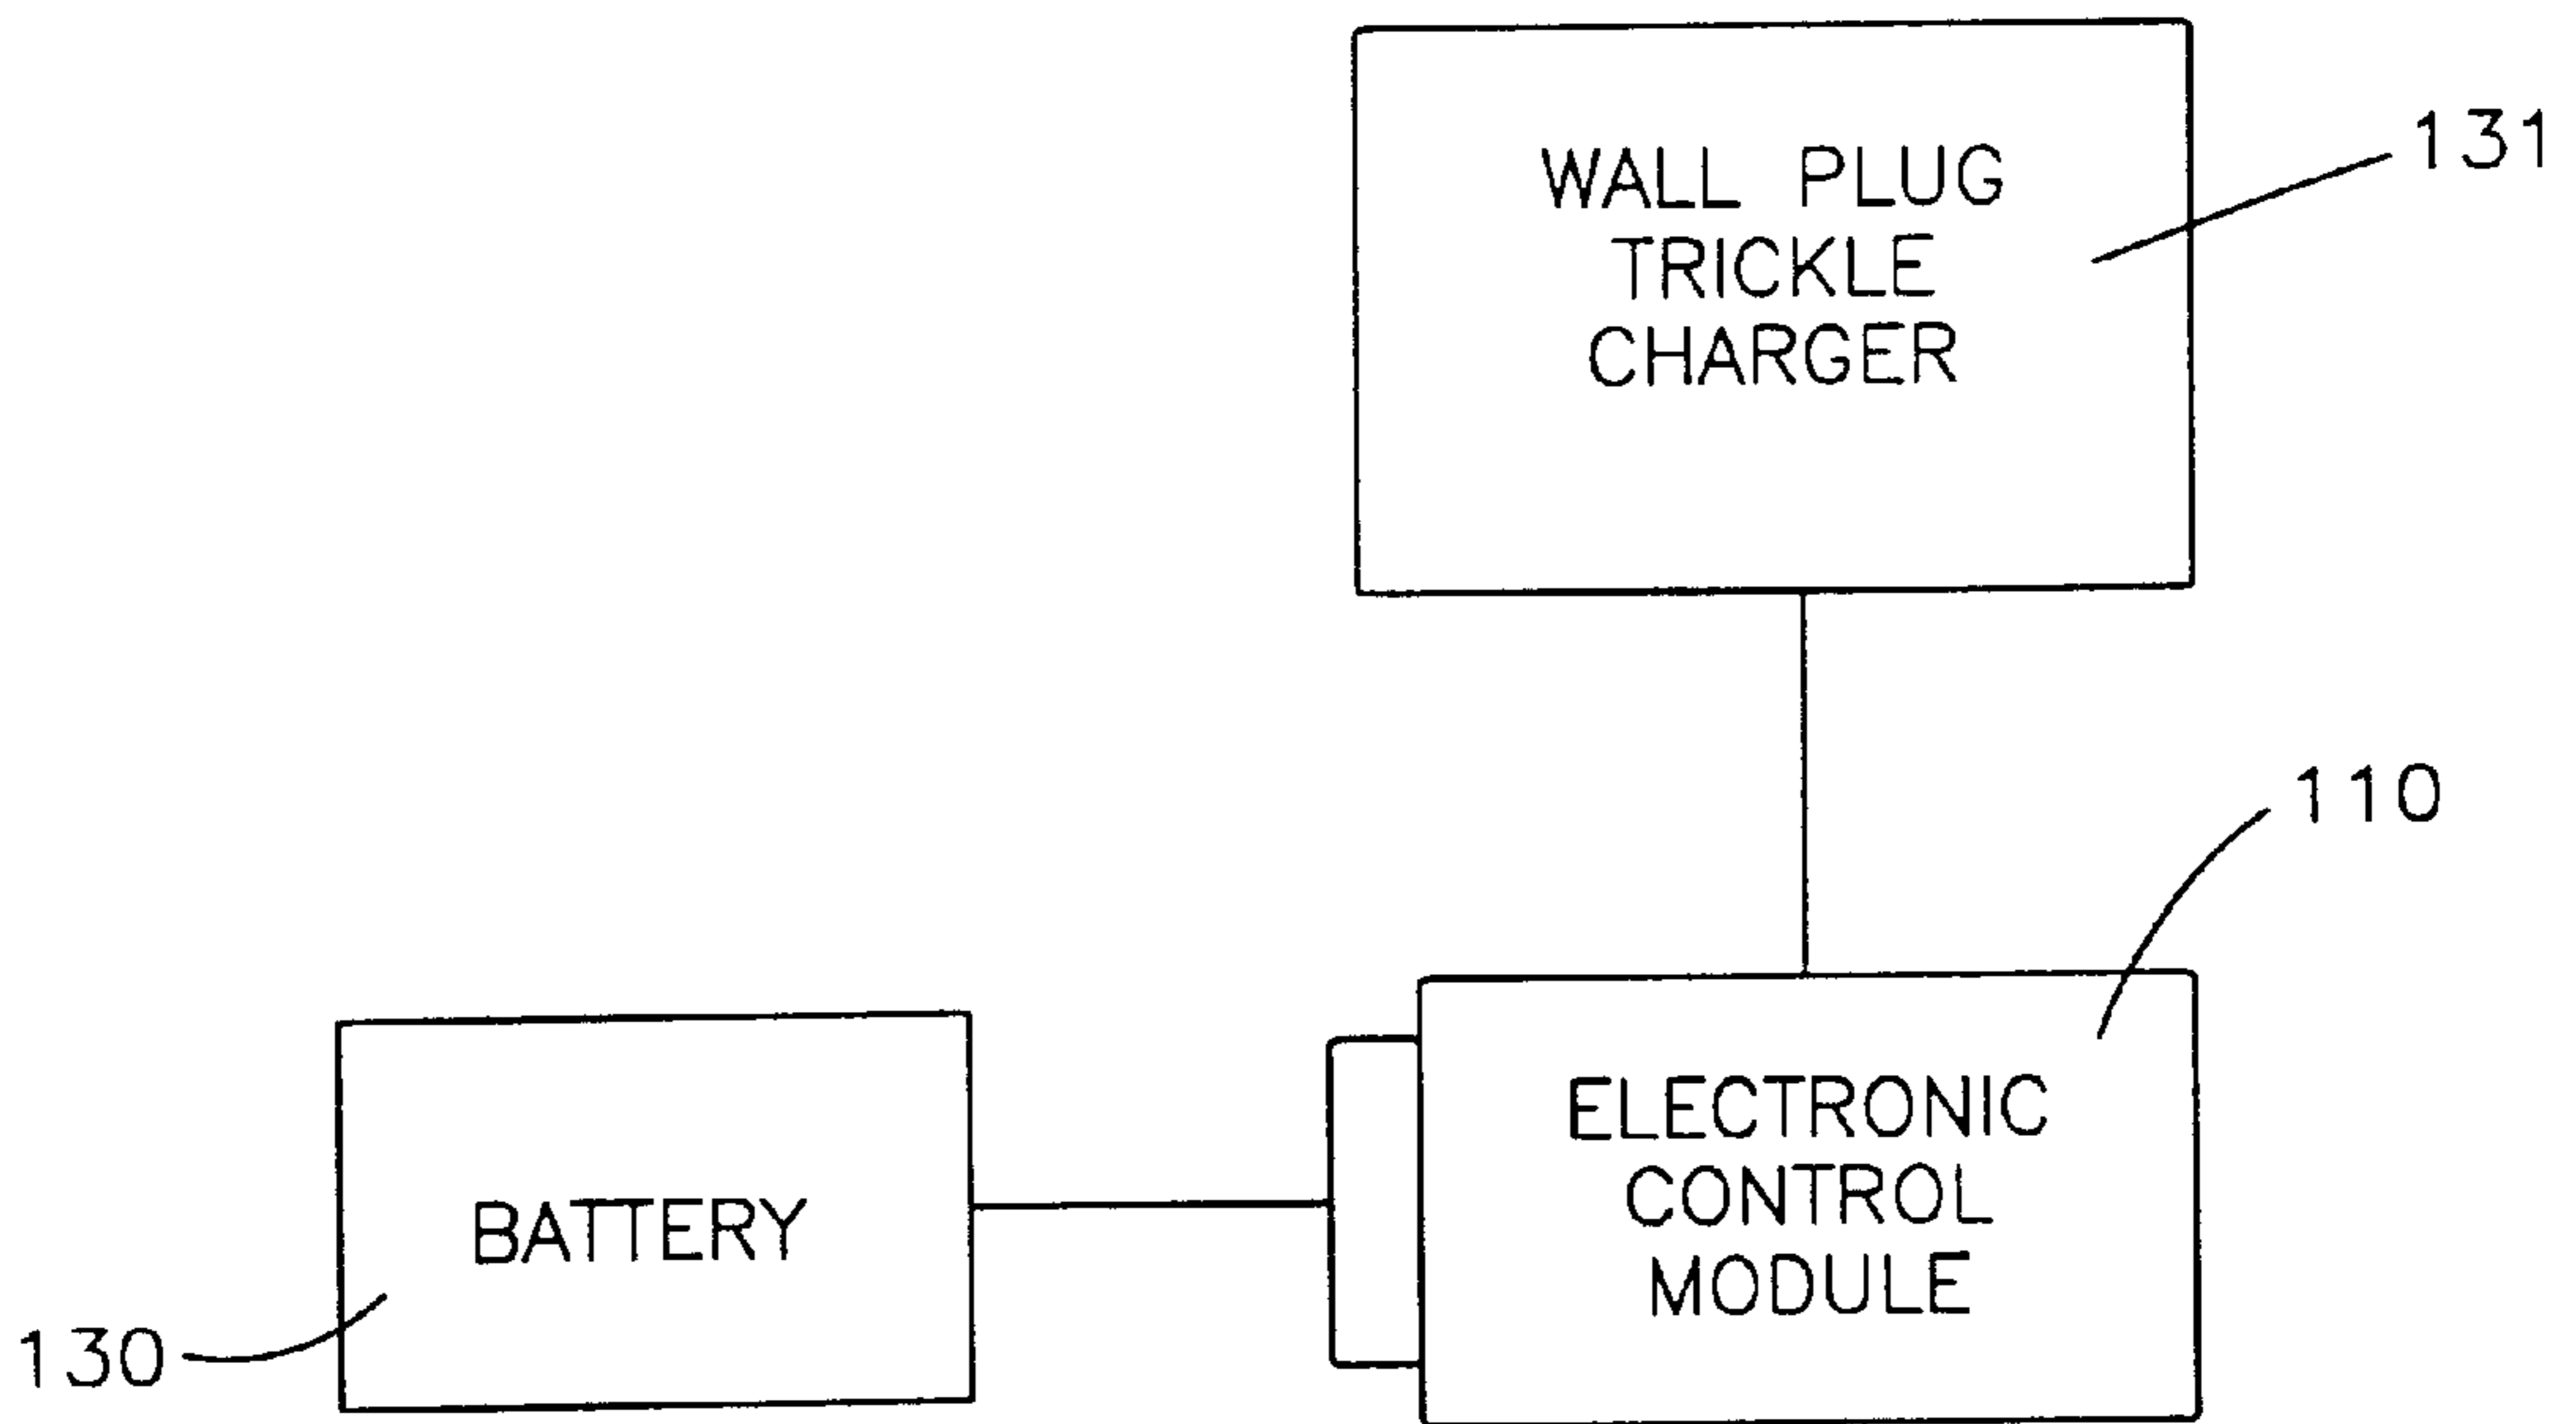 WALL PLUG
TRICKLE
CHARGER
131
110
ELECTRONIC
CONTROL
MODULE
BATTERY
130